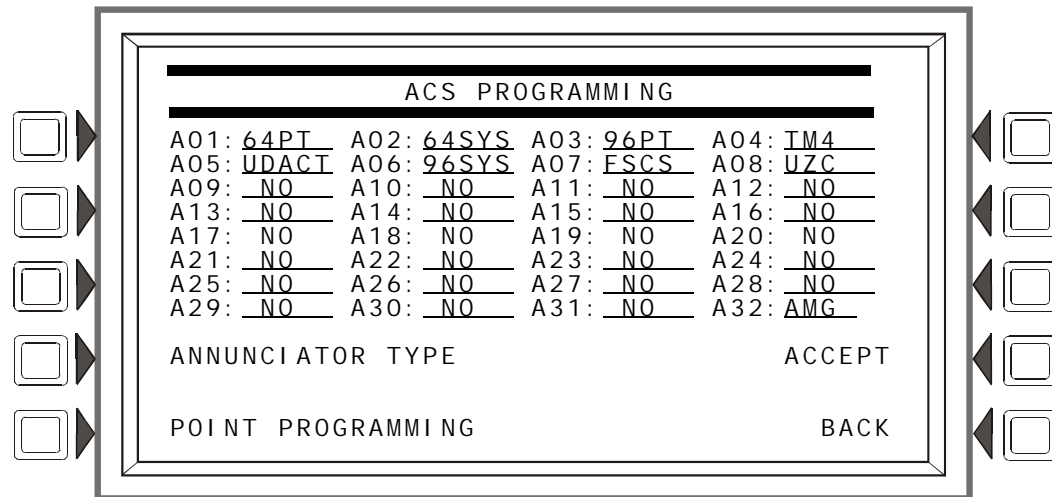 ACS PROGRAMMING
A01: 64PT A02: 64SYS A03: 96PT A04: TM4
A05: UDACT A06: 96SYS A07: FSCS A08: UZC
A09: NO A10: NO A11: NO A12: NO
A13: NO A14: NO A15: NO A16: NO
A17: NO A18: NO A19: NO A20: NO
A21: NO A22: NO A23: NO A24: NO
A25: NO A26: NO A27: NO A28: NO
A29: NO A30: NO A31: NO A32: AMG
ANNUNCIATOR TYPE ACCEPT
POINT PROGRAMMING BACK